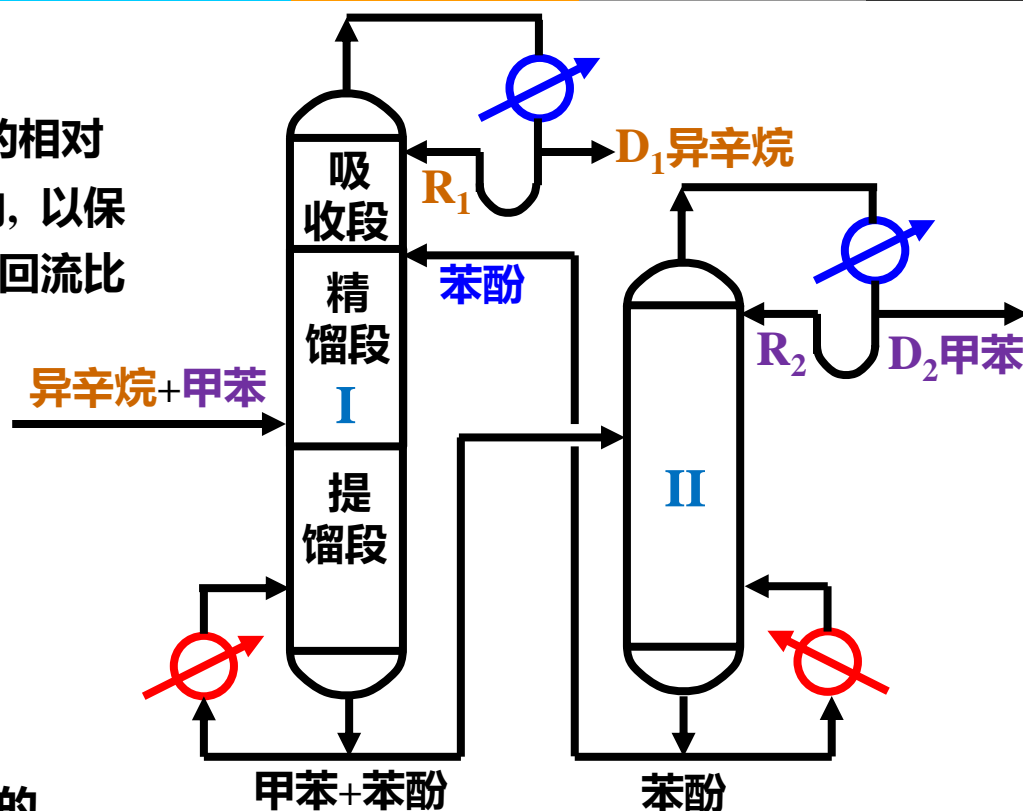 的相对
, 以保
回流比
吸
收段
R1
D1异辛烷
苯酚
精
馏段
I
异辛烷+甲苯
提
馏段
R2
D2甲苯
II
甲苯+苯酚
苯酚
的